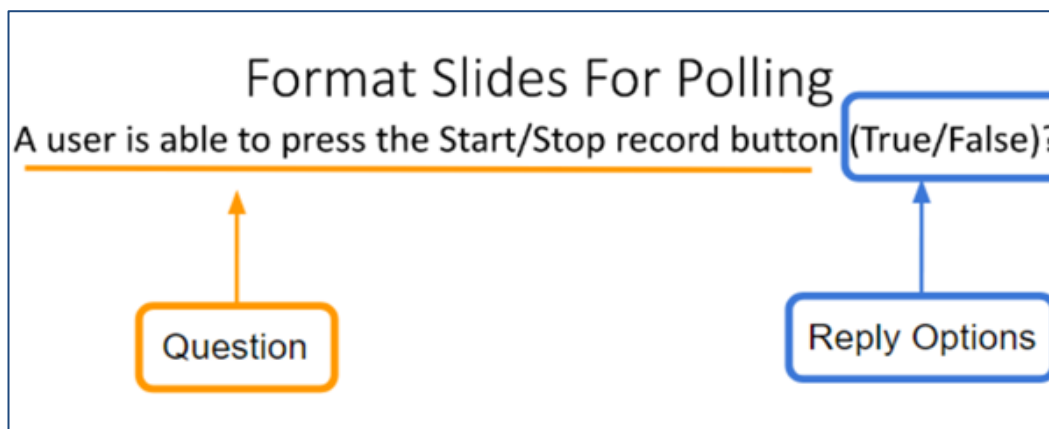 Format Slides For Polling
A user is able to press the Start/Stop record button (True/False)?
Question
Reply Options